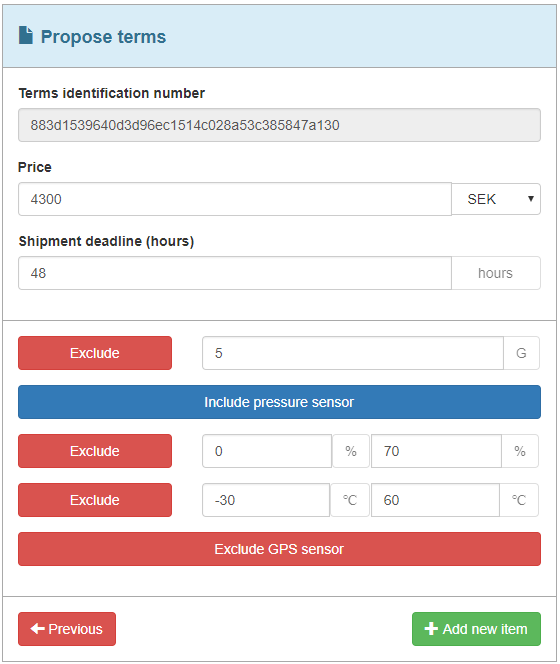 Propose terms
Terms identification number
883d1539640d3d96ec1514c028a53c385847a130
Price
4300 SEK
Shipment deadline (hours)
48 hours
Exclude 5 G
Include pressure sensor
Exclude 0 % 70 %
Exclude -30 °C 60 °C
Exclude GPS sensor
Previous Add new item